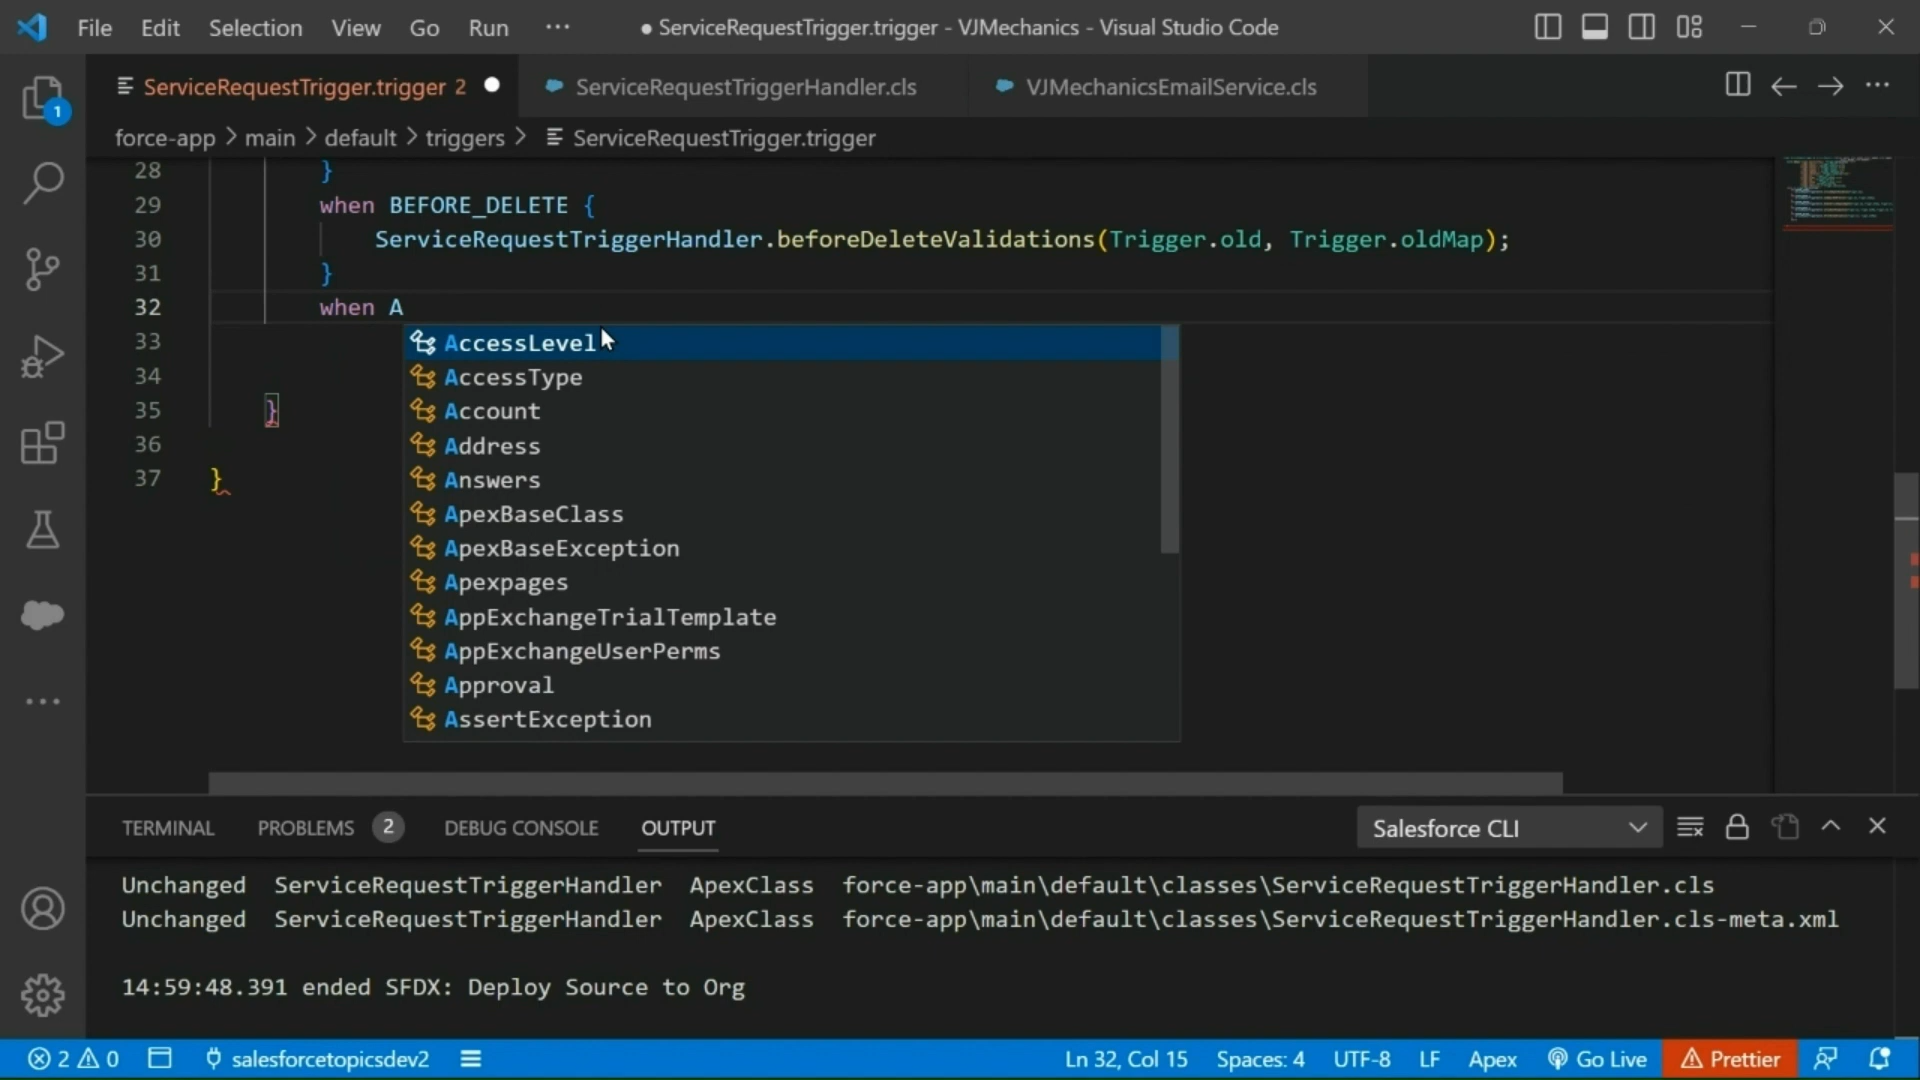 File Edit Selection View Go Run ··· ● ServiceRequestTrigger.trigger - VJMechanics - Visual Studio Code
ServiceRequestTrigger.trigger 2 ● ServiceRequestTriggerHandler.cls VJMechanicsEmailService.cls
1
force-app > main > default > triggers > ServiceRequestTrigger.trigger
28 }
29 when BEFORE_DELETE {
30 ServiceRequestTriggerHandler.beforeDeleteValidations(Trigger.old, Trigger.oldMap);
31 }
32 when A
33 AccessLevel
34 AccessType
35 } Account
36 Address
37 } Answers
ApexBaseClass
ApexBaseException
Apexpages
AppExchangeTrialTemplate
AppExchangeUserPerms
Approval
AssertException
TERMINAL PROBLEMS 2 DEBUG CONSOLE OUTPUT Salesforce CLI
Unchanged ServiceRequestTriggerHandler ApexClass force-app\main\default\classes\ServiceRequestTriggerHandler.cls
Unchanged ServiceRequestTriggerHandler ApexClass force-app\main\default\classes\ServiceRequestTriggerHandler.cls-meta.xml
14:59:48.391 ended SFDX: Deploy Source to Org
2 0 salesforcetopicsdev2 Ln 32, Col 15 Spaces: 4 UTF-8 LF Apex Go Live Prettier